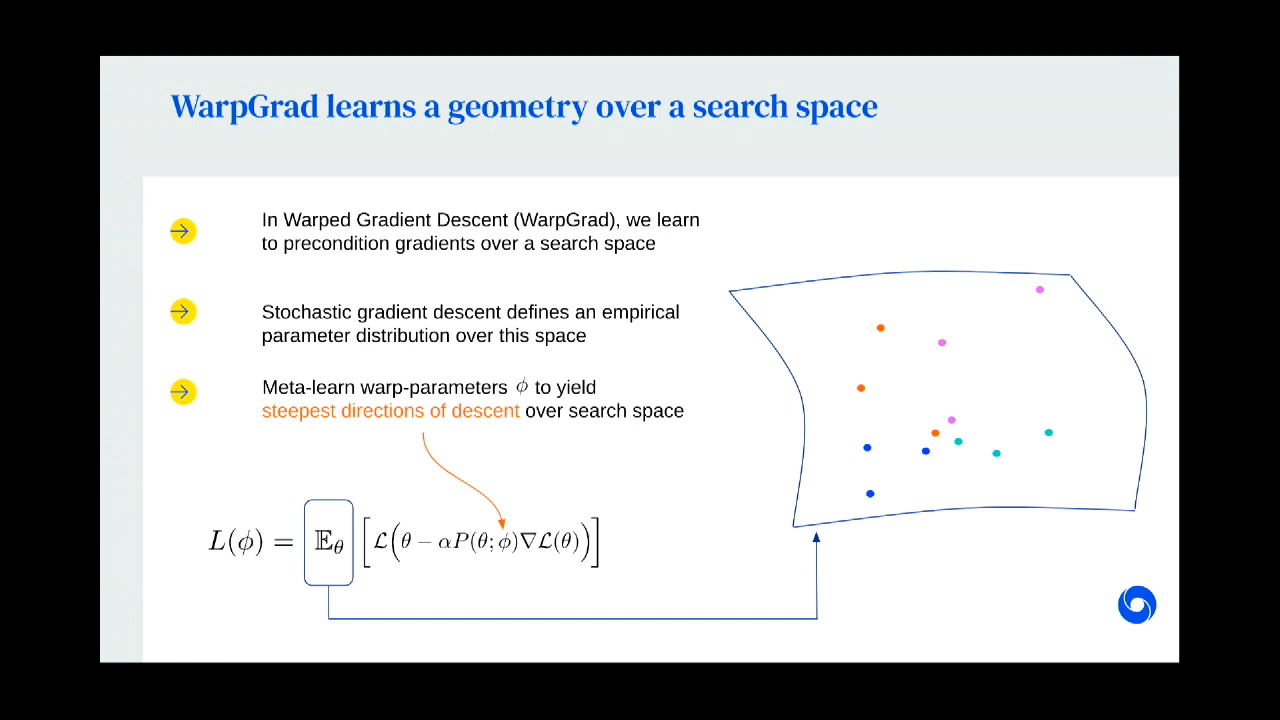 WarpGrad learns a geometry over a search space
In Warped Gradient Descent (WarpGrad), we learn
to precondition gradients over a search space
Stochastic gradient descent defines an empirical
parameter distribution over this space
Meta-learn warp-parameters ϕ to yield
steepest directions of descent over search space
L(ϕ) = 𝔼_θ [ℒ(θ − αP(θ; ϕ)∇ℒ(θ))]